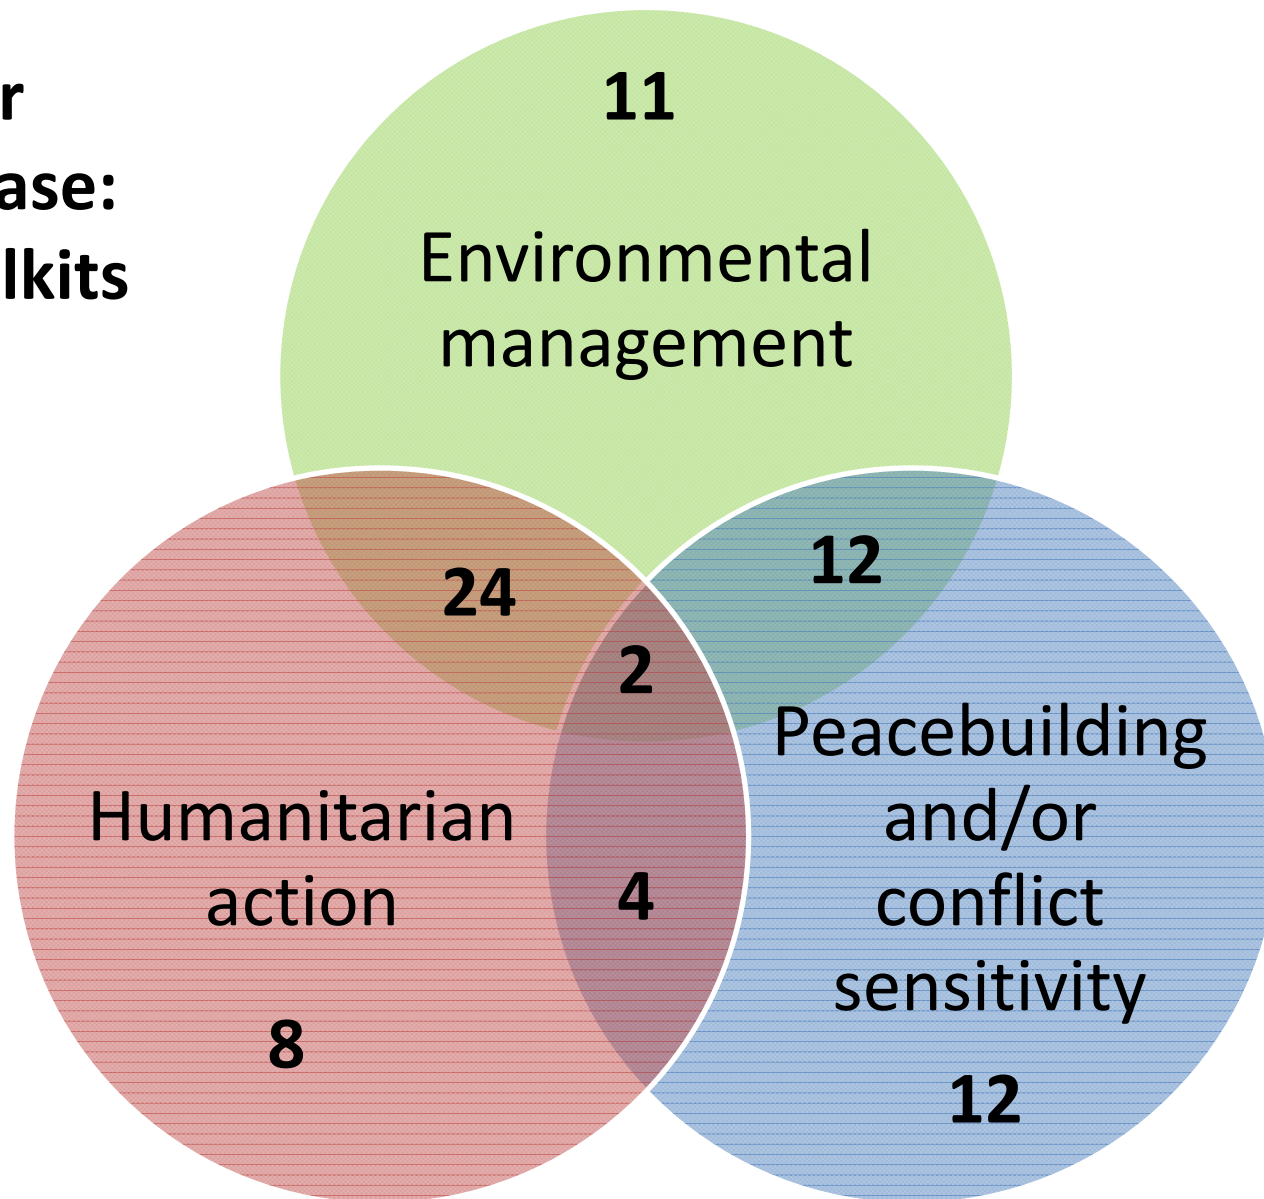 r
ase:
lkits
11
Environmental
management
24
12
2
Humanitarian
action
8
4
Peacebuilding
and/or
conflict
sensitivity
12